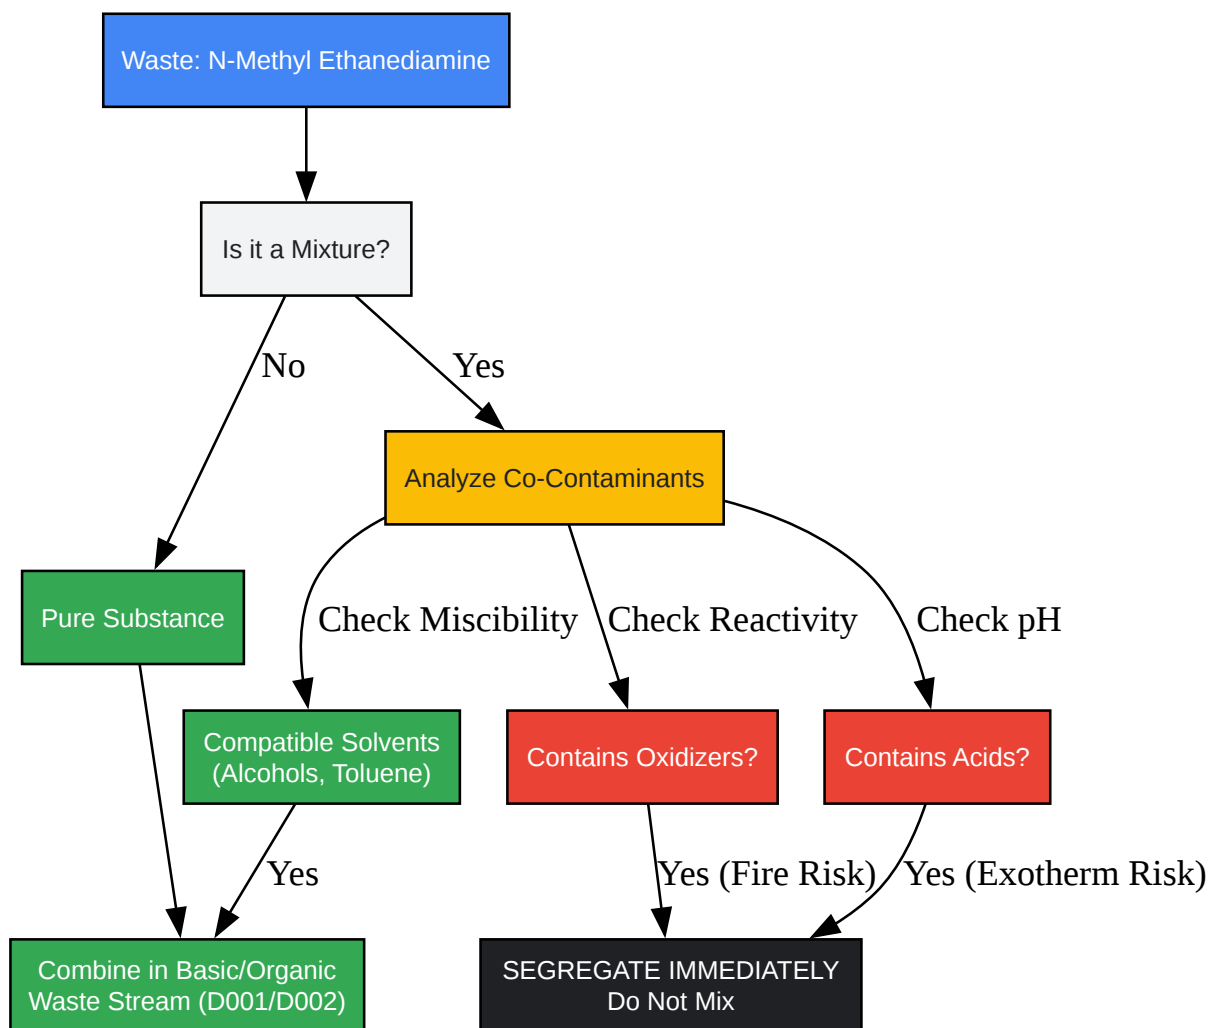 Waste: N-Methyl Ethanediamine
Is it a Mixture?
No
Yes
Analyze Co-Contaminants
Pure Substance
Check Miscibility
Check Reactivity
Check pH
Compatible Solvents
(Alcohols, Toluene)
Contains Oxidizers?
Contains Acids?
Yes
Yes (Fire Risk)
Yes (Exotherm Risk)
Combine in Basic/Organic
Waste Stream (D001/D002)
SEGREGATE IMMEDIATELY
Do Not Mix